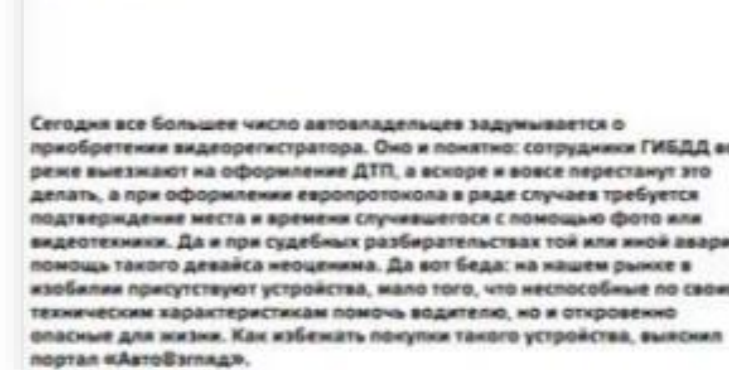 Сегодня все большее число автовладельцев задумывается о
приобретении видеорегистратора. Оно и понятно: сотрудники ГИБДД вс
реже выезжают на оформление ДТП, а вскоре и вовсе перестанут это
делать, а при оформлении европротокола в ряде случаев требуется
подтверждение места и времени случившегося с помощью фото или
видеотехники. Да и при судебных разбирательствах той или иной авари
помощь такого девайса неоценима. Да вот беда: на нашем рынке в
изобилии присутствуют устройства, мало того, что неспособные по свои
техническим характеристикам помочь водителю, но и откровенно
опасные для жизни. Как избежать покупки такого устройства, выяснил
портал «АвтоВзгляд».